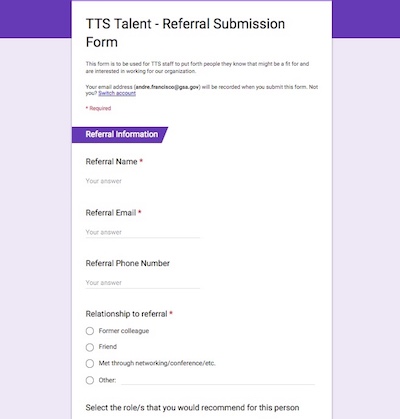 TTS Talent - Referral Submission
Form
This form is to be used for TTS staff to put forth people they know that might be a fit for and
are interested in working for our organization.
Your email address (andre.francisco@gsa.gov) will be recorded when you submit this form. Not
you? Switch account
* Required
Referral Information
Referral Name *
Your answer
Referral Email *
Your answer
Referral Phone Number
Your answer
Relationship to referral *
Former colleague
Friend
Met through networking/conference/etc.
Other:
Select the role/s that you would recommend for this person